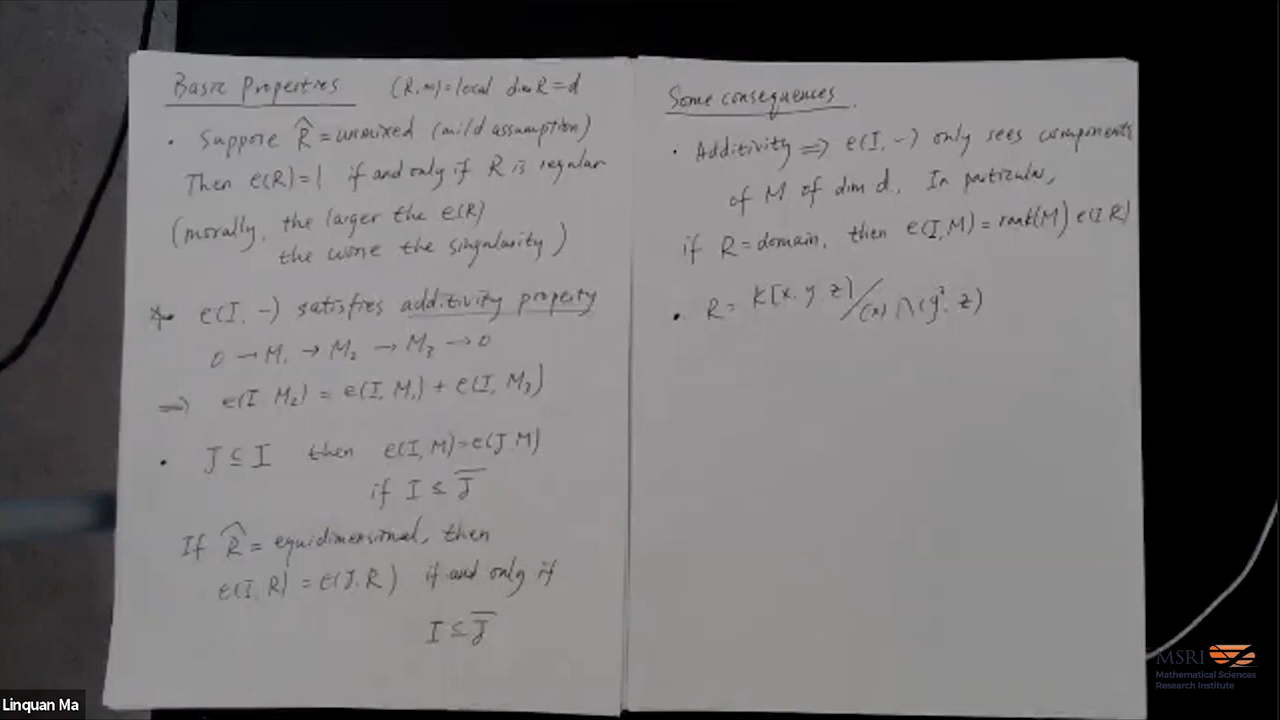 Basic Properties (R,m)=local dim R=d
• Suppose R̂ = unmixed (mild assumption)
Then e(R)=1 if and only if R is regular
(morally, the larger the e(R)
the worse the singularity)
e(I,-) satisfies additivity property
0 → M₁ → M₂ → M₃ → 0
⟹ e(I, M₂) = e(I, M₁) + e(I, M₃)
• J ⊆ I then e(I,M)=e(J,M)
if I ⊆ J̅
If R̂ = equidimensional, then
e(I,R) = e(J,R) if and only if
I ⊆ J̅
Some consequences.
• Additivity ⟹ e(I,-) only sees components
of M of dim d. In particular,
if R=domain, then e(I,M)=rank(M) e(I,R)
• R = k[x,y,z]/(x)∩(y²,z)
MSRI
Mathematical Sciences
Research Institute
Linquan Ma